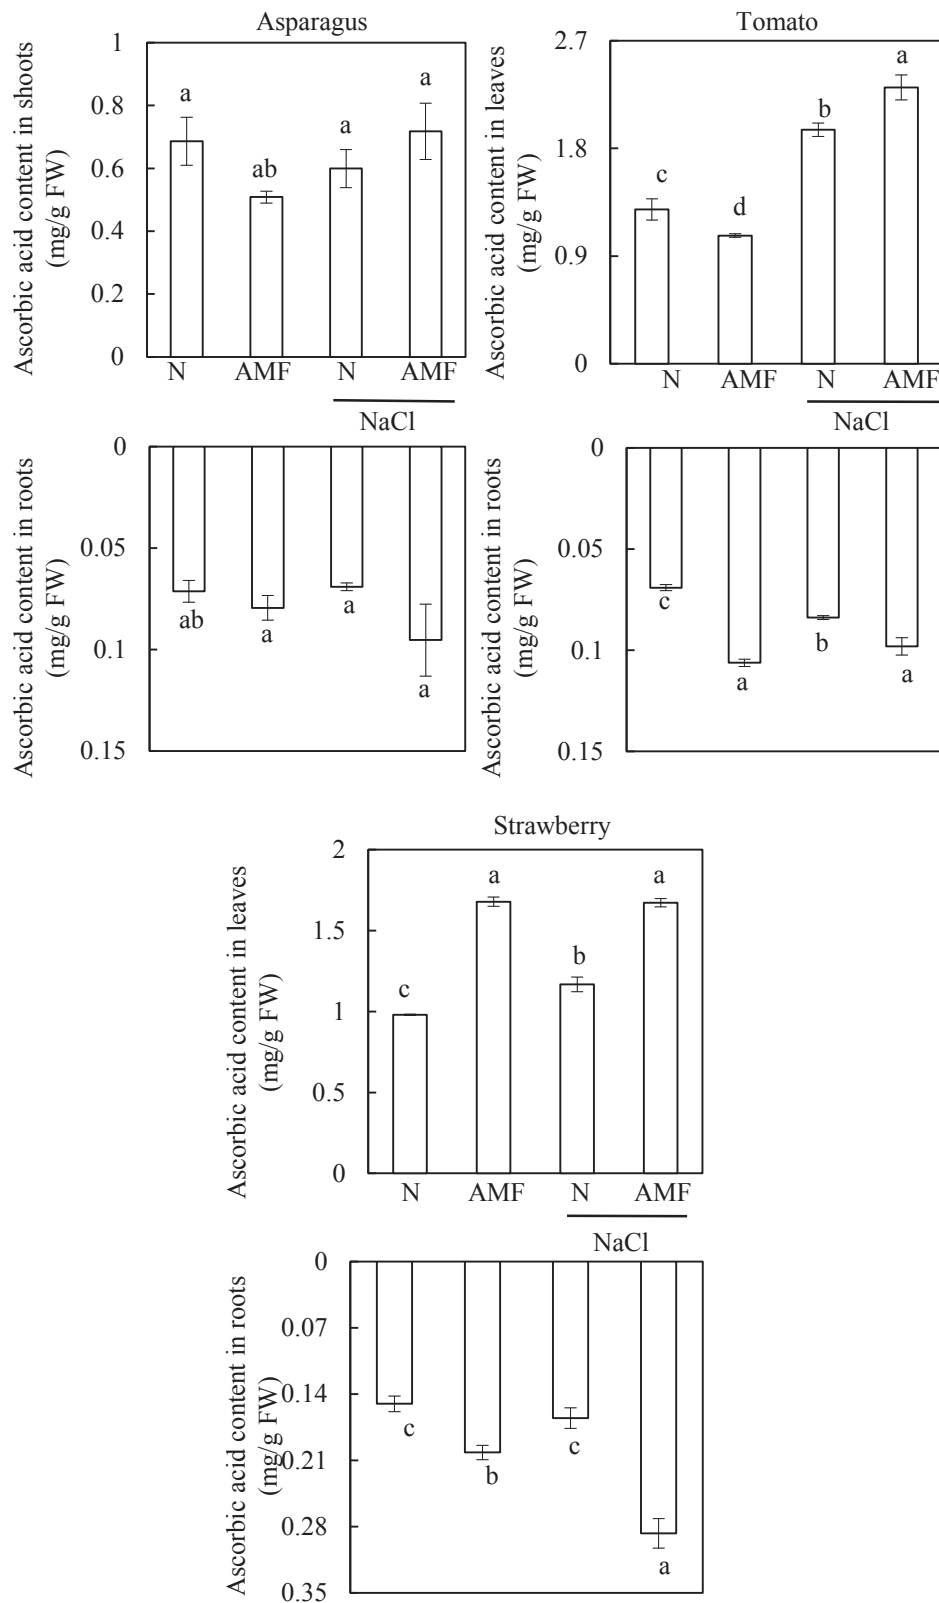 Asparagus
Ascorbic acid content in shoots
(mg/g FW)
1
0.8
0.6
0.4
0.2
0
a
ab
a
a
N AMF N AMF
NaCl
Tomato
Ascorbic acid content in leaves
(mg/g FW)
2.7
1.8
0.9
0
c
d
b
a
N AMF N AMF
NaCl
Ascorbic acid content in roots
(mg/g FW)
0
0.05
0.1
0.15
ab
a
a
a
Ascorbic acid content in roots
(mg/g FW)
0
0.05
0.1
0.15
c
a
b
a
Strawberry
Ascorbic acid content in leaves
(mg/g FW)
2
1.5
1
0.5
0
c
a
b
a
N AMF N AMF
NaCl
Ascorbic acid content in roots
(mg/g FW)
0
0.07
0.14
0.21
0.28
0.35
c
b
c
a